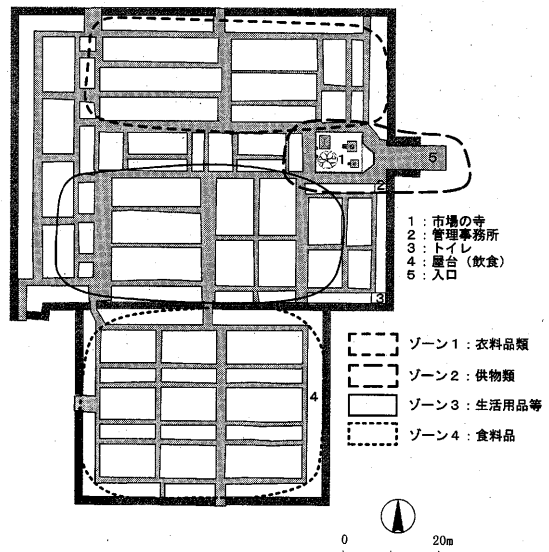 1
5
2
1：市場の寺
2：管理事務所
3：トイレ
4：屋台（飲食）
5：入口
3
ゾーン1：衣料品類
ゾーン2：供物類
ゾーン3：生活用品等
ゾーン4：食料品
4
0 20m